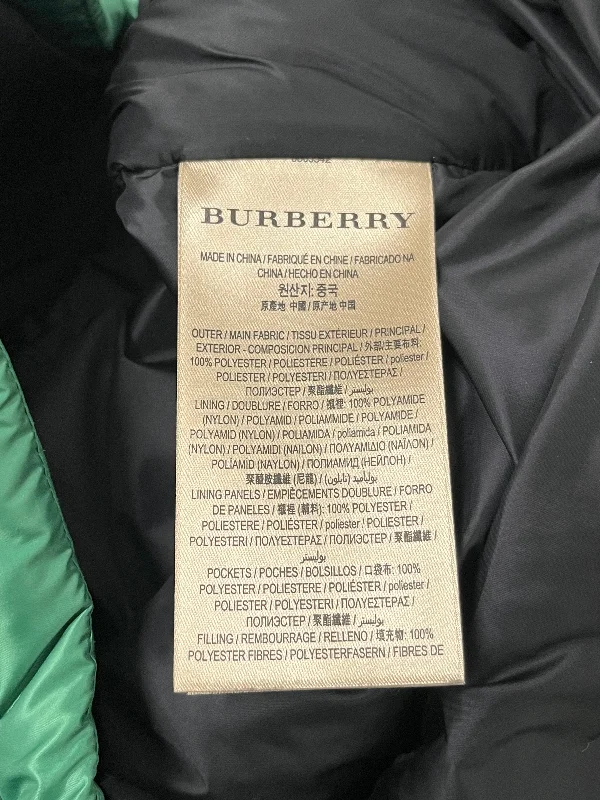 BURBERRY
MADE IN CHINA / FABRIQUÉ EN CHINE / FABRICADO NA
CHINA / HECHO EN CHINA
원산지: 중국
原產地 中國 / 原产地 中国
OUTER / MAIN FABRIC / TISSU EXTÉRIEUR / PRINCIPAL /
EXTERIOR - COMPOSICION PRINCIPAL / 外部/主要布料:
100% POLYESTER / POLIESTERE / POLIÉSTER / poliester /
POLIESTER / POLYESTERI / ΠΟΛΥΕΣΤΕΡΑΣ /
ПОЛИЭСТЕР / 聚酯纖維 / بوليستر
LINING / DOUBLURE / FORRO / 襯裡: 100% POLYAMIDE
(NYLON) / POLYAMID / POLIAMMIDE / POLYAMIDE /
POLYAMID (NYLON) / POLIAMIDA / poliamida / POLIAMIDA
(NYLON) / POLYAMIDI (NAILON) / ΠΟΛΥΑΜΙΔΙΟ (ΝΑΪΛΟΝ) /
POLIAMID (NAYLON) / ПОЛИАМИД (НЕЙЛОН) /
聚醯胺纖維 (尼龍) / بولياميد (نايلون)
LINING PANELS / EMPIÈCEMENTS DOUBLURE / FORRO
DE PANELES / 襯裡 (輔料): 100% POLYESTER /
POLIESTERE / POLIÉSTER / poliester / POLIESTER /
POLYESTERI / ΠΟΛΥΕΣΤΕΡΑΣ / ПОЛИЭСТЕР / 聚酯纖維 /
بوليستر
POCKETS / POCHES / BOLSILLOS / 口袋布: 100%
POLYESTER / POLIESTERE / POLIÉSTER / poliester /
POLIESTER / POLYESTERI / ΠΟΛΥΕΣΤΕΡΑΣ /
ПОЛИЭСТЕР / 聚酯纖維 / بوليستر
FILLING / REMBOURRAGE / RELLENO / 填充物: 100%
POLYESTER FIBRES / POLYESTERFASERN / FIBRES DE